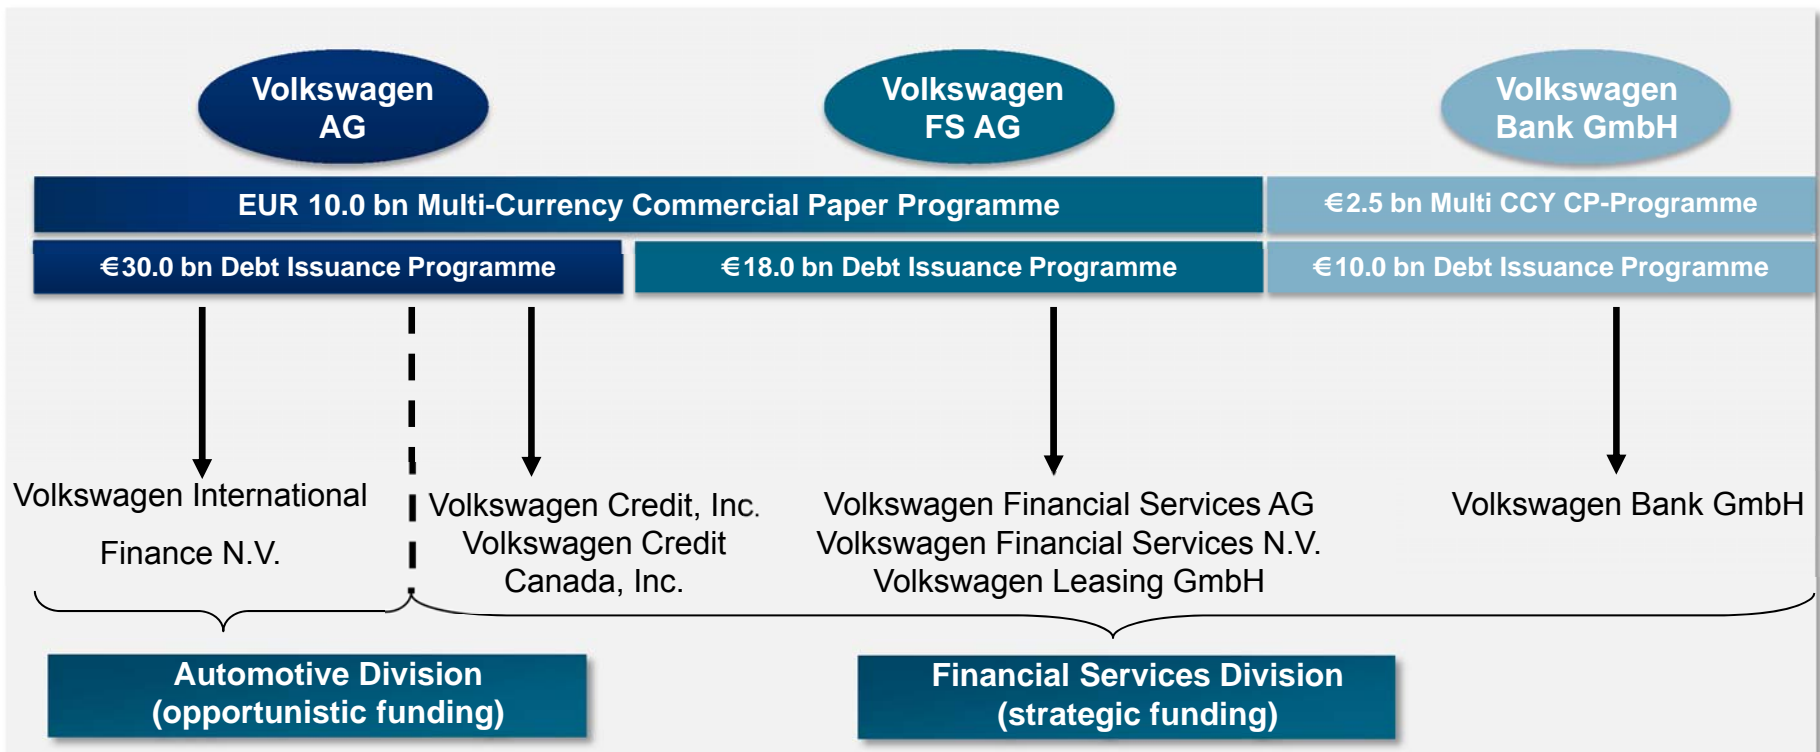 Volkswagen
AG
Volkswagen
FS AG
Volkswagen
Bank GmbH
EUR 10.0 bn Multi-Currency Commercial Paper Programme
€2.5 bn Multi CCY CP-Programme
€30.0 bn Debt Issuance Programme
€18.0 bn Debt Issuance Programme
€10.0 bn Debt Issuance Programme
Volkswagen International
Finance N.V.
Volkswagen Credit, Inc.
Volkswagen Credit
Canada, Inc.
Volkswagen Financial Services AG
Volkswagen Financial Services N.V.
Volkswagen Leasing GmbH
Volkswagen Bank GmbH
Automotive Division
(opportunistic funding)
Financial Services Division
(strategic funding)